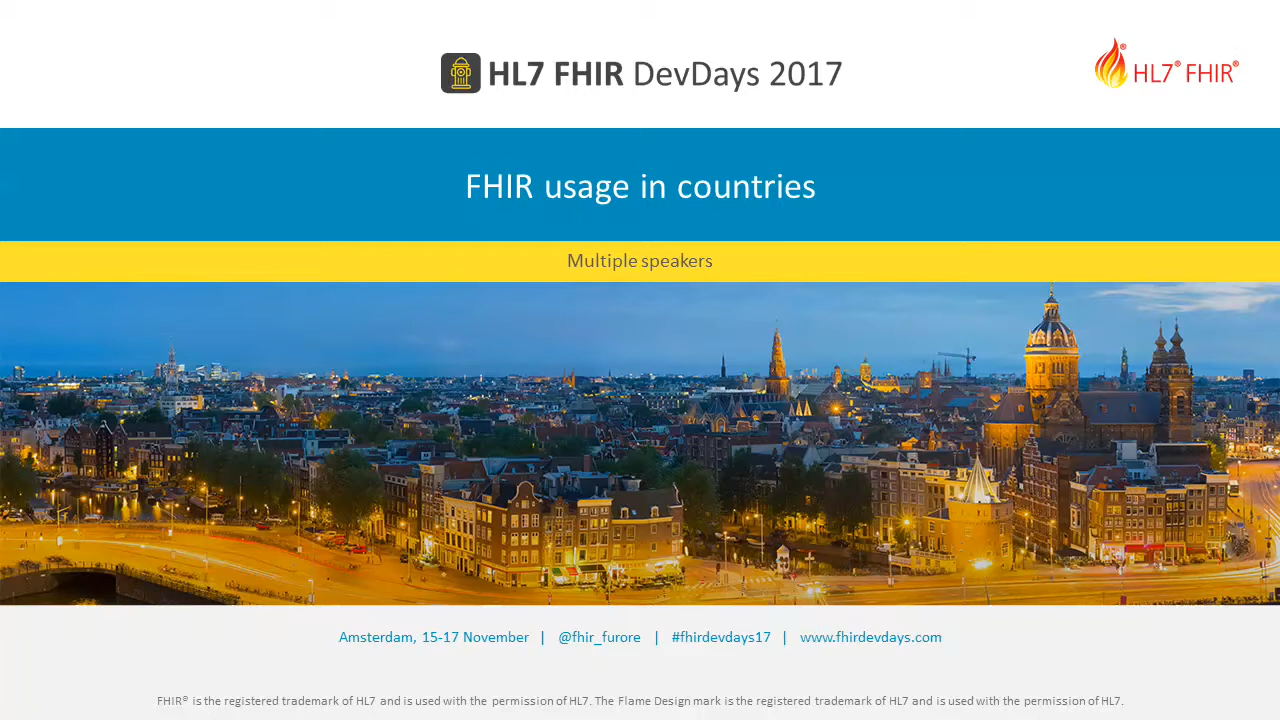 HL7 FHIR DevDays 2017
HL7® FHIR®
FHIR usage in countries
Multiple speakers
Amsterdam, 15-17 November | @fhir_furore | #fhirdevdays17 | www.fhirdevdays.com
FHIR® is the registered trademark of HL7 and is used with the permission of HL7. The Flame Design mark is the registered trademark of HL7 and is used with the permission of HL7.